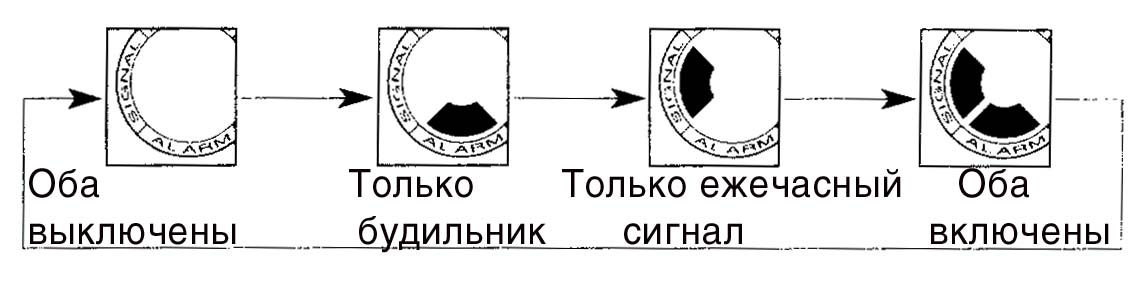 SIGNAL ALARM
SIGNAL ALARM
SIGNAL ALARM
SIGNAL ALARM
Оба
выключены
Только
будильник
Только ежечасный
сигнал
Оба
включены